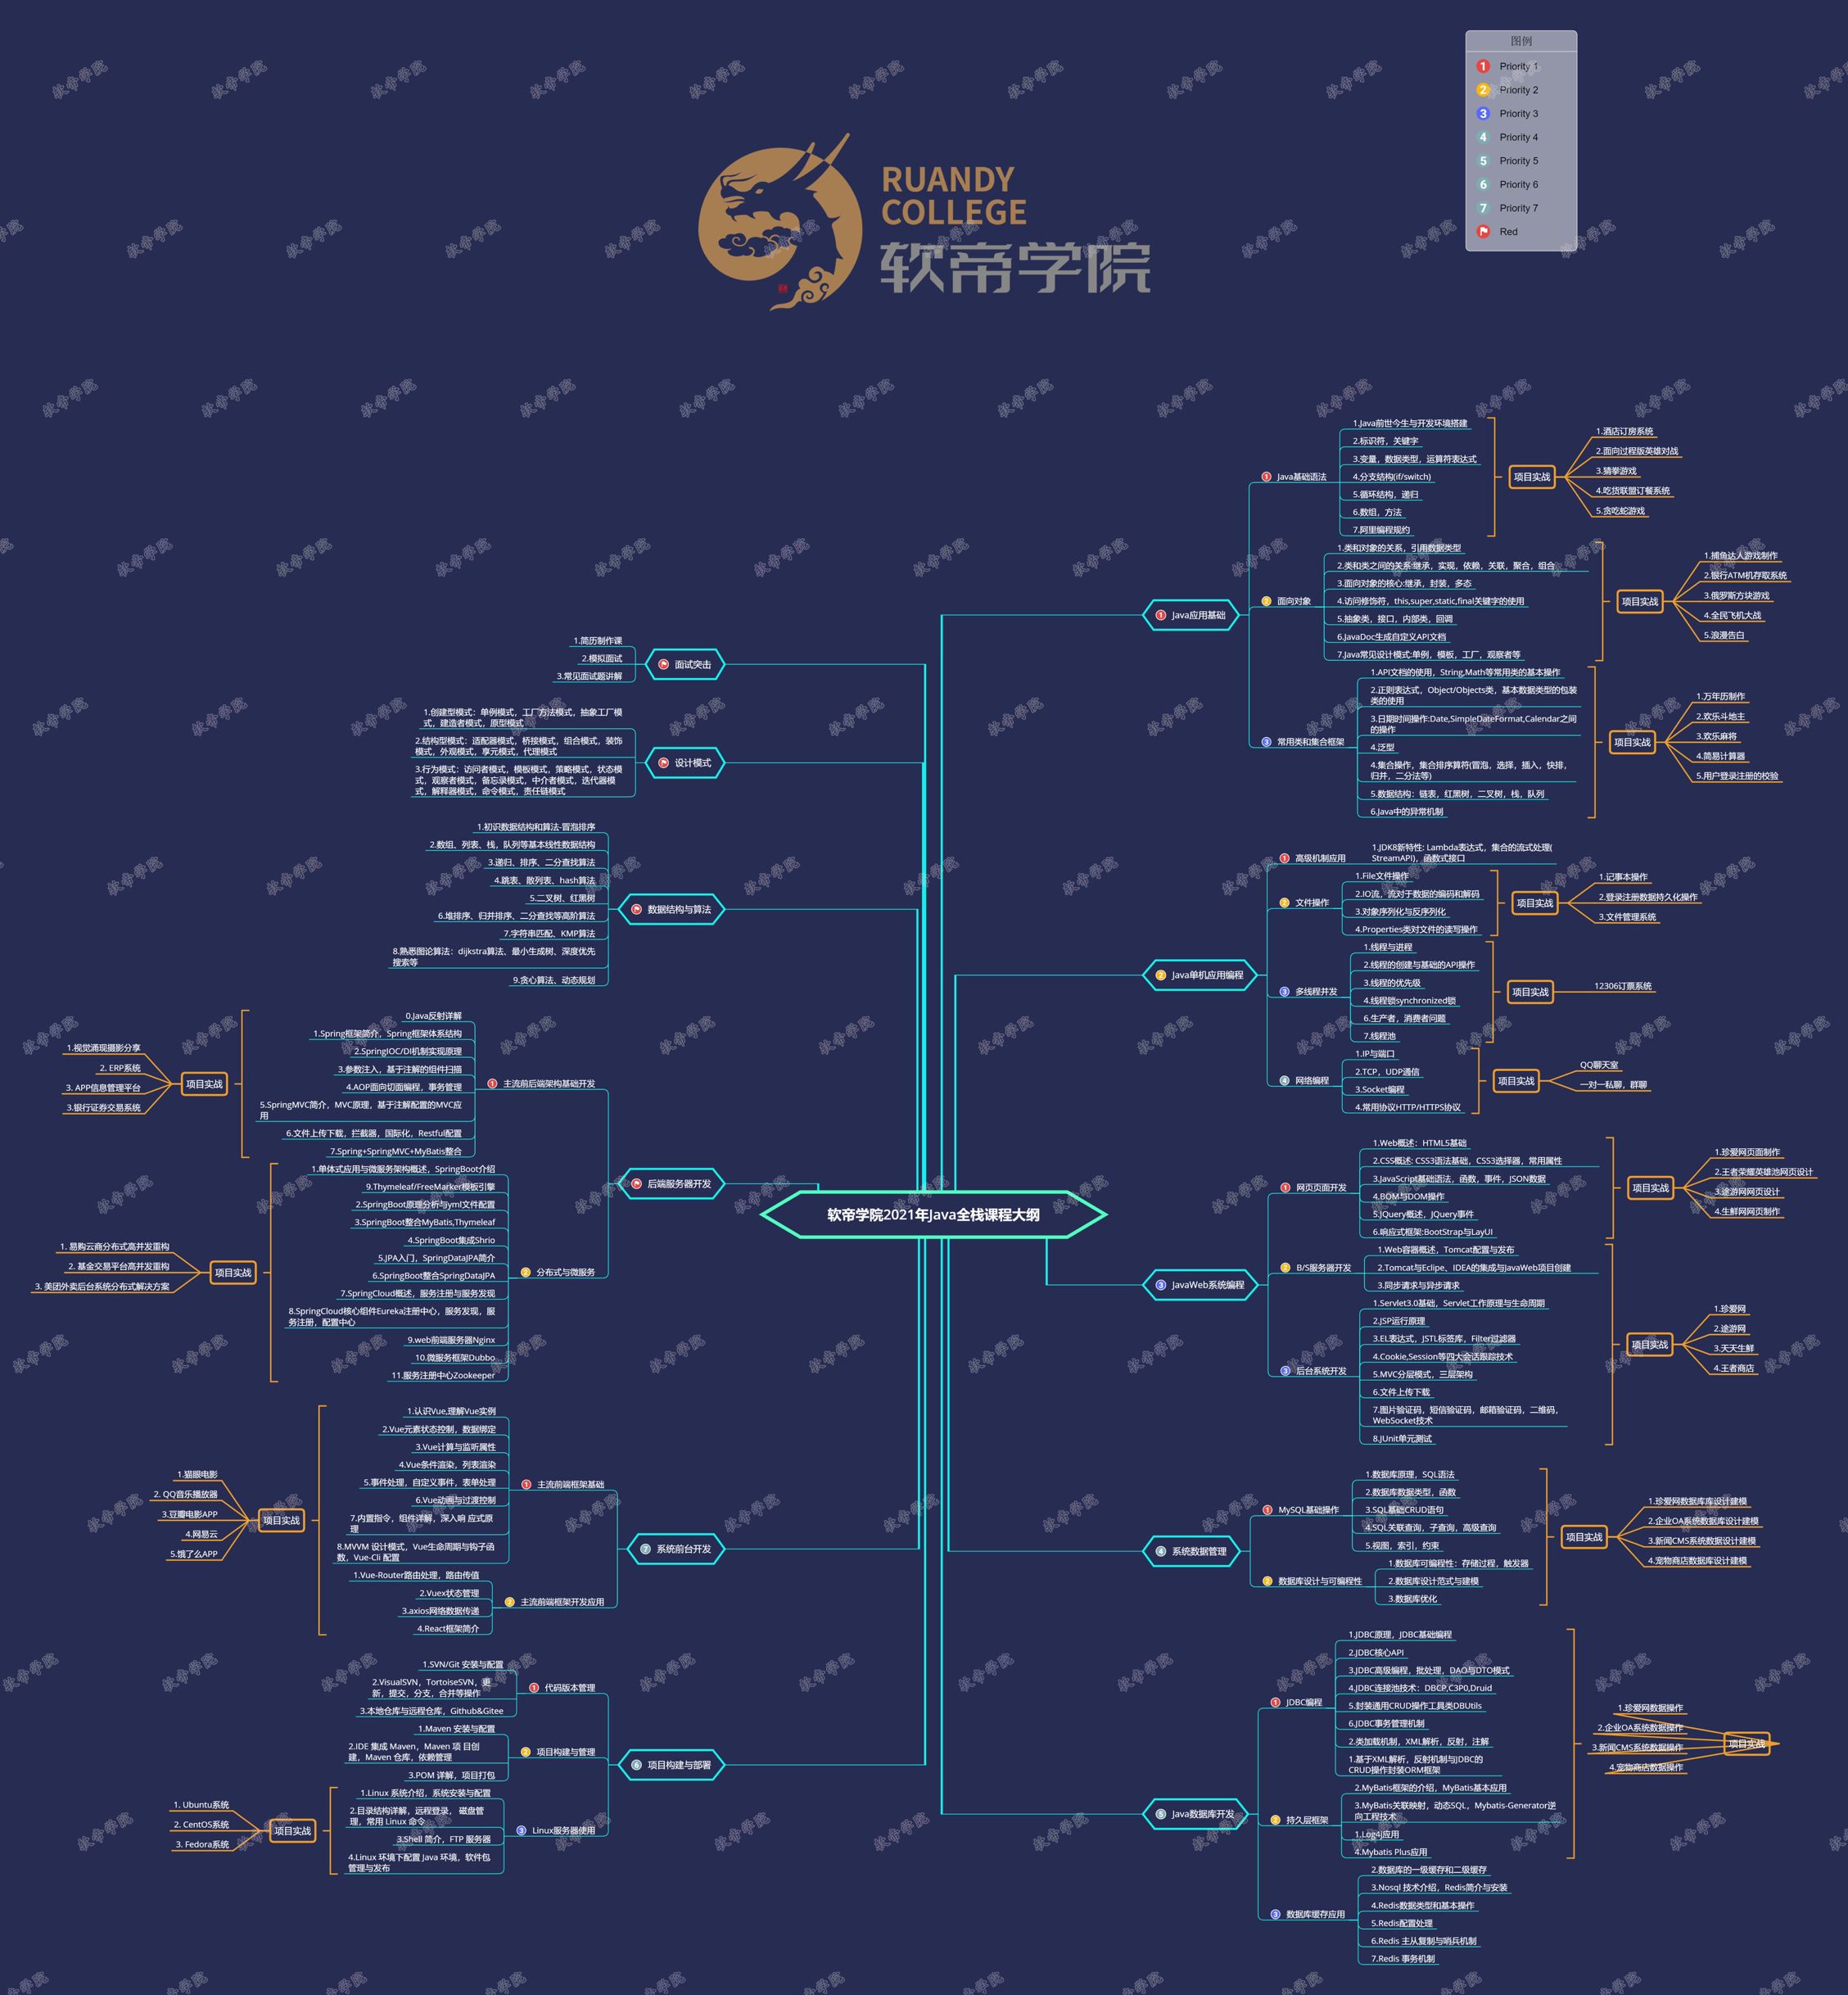 图例
Priority 1
Priority 2
Priority 3
Priority 4
Priority 5
Priority 6
Priority 7
Red
RUANDY
COLLEGE
软帝学院
软帝学院2021年Java全栈课程大纲
Java应用基础
Java基础语法
1.Java前世今生与开发环境搭建
2.标识符，关键字
3.变量，数据类型，运算符表达式
4.分支结构(if/switch)
5.循环结构，递归
6.数组，方法
7.阿里编程规约
项目实战
1.酒店订房系统
2.面向过程版英雄对战
3.猜拳游戏
4.吃货联盟订餐系统
5.贪吃蛇游戏
面向对象
1.类和对象的关系，引用数据类型
2.类和类之间的关系:继承，实现，依赖，关联，聚合，组合
3.面向对象的核心:继承，封装，多态
4.访问修饰符，this,super,static,final关键字的使用
5.抽象类，接口，内部类，回调
6.JavaDoc生成自定义API文档
7.Java常见设计模式:单例，模板，工厂，观察者等
项目实战
1.捕鱼达人游戏制作
2.银行ATM机存取系统
3.俄罗斯方块游戏
4.全民飞机大战
5.浪漫告白
常用类和集合框架
1.API文档的使用，String,Math等常用类的基本操作
2.正则表达式，Object/Objects类，基本数据类型的包装
类的使用
3.日期时间操作:Date,SimpleDateFormat,Calendar之间
的操作
4.泛型
4.集合操作，集合排序算符(冒泡，选择，插入，快排，
归并，二分法等)
5.数据结构：链表，红黑树，二叉树，栈，队列
6.Java中的异常机制
项目实战
1.万年历制作
2.欢乐斗地主
3.欢乐麻将
4.简易计算器
5.用户登录注册的校验
Java单机应用编程
高级机制应用
1.JDK8新特性: Lambda表达式，集合的流式处理(
StreamAPI)，函数式接口
文件操作
1.File文件操作
2.IO流，流对于数据的编码和解码
3.对象序列化与反序列化
4.Properties类对文件的读写操作
项目实战
1.记事本操作
2.登录注册数据持久化操作
3.文件管理系统
多线程并发
1.线程与进程
2.线程的创建与基础的API操作
3.线程的优先级
4.线程锁synchronized锁
6.生产者，消费者问题
7.线程池
项目实战
12306订票系统
网络编程
1.IP与端口
2.TCP，UDP通信
3.Socket编程
4.常用协议HTTP/HTTPS协议
项目实战
QQ聊天室
一对一私聊，群聊
JavaWeb系统编程
网页页面开发
1.Web概述：HTML5基础
2.CSS概述: CSS3语法基础，CSS3选择器，常用属性
3.JavaScript基础语法，函数，事件，JSON数据
4.BOM与DOM操作
5.JQuery概述，JQuery事件
6.响应式框架:BootStrap与LayUI
项目实战
1.珍爱网页面制作
2.王者荣耀英雄池网页设计
3.途游网网页设计
4.生鲜网网页制作
B/S服务器开发
1.Web容器概述，Tomcat配置与发布
2.Tomcat与Eclipe、IDEA的集成与JavaWeb项目创建
3.同步请求与异步请求
后台系统开发
1.Servlet3.0基础，Servlet工作原理与生命周期
2.JSP运行原理
3.EL表达式，JSTL标签库，Filter过滤器
4.Cookie,Session等四大会话跟踪技术
5.MVC分层模式，三层架构
6.文件上传下载
7.图片验证码，短信验证码，邮箱验证码，二维码，
WebSocket技术
8.JUnit单元测试
项目实战
1.珍爱网
2.途游网
3.天天生鲜
4.王者商店
系统数据管理
MySQL基础操作
1.数据库原理，SQL语法
2.数据库数据类型，函数
3.SQL基础CRUD语句
4.SQL关联查询，子查询，高级查询
5.视图，索引，约束
数据库设计与可编程性
1.数据库可编程性：存储过程，触发器
2.数据库设计范式与建模
3.数据库优化
项目实战
1.珍爱网数据库库设计建模
2.企业OA系统数据库设计建模
3.新闻CMS系统数据设计建模
4.宠物商店数据库设计建模
Java数据库开发
JDBC编程
1.JDBC原理，JDBC基础编程
2.JDBC核心API
3.JDBC高级编程，批处理，DAO与DTO模式
4.JDBC连接池技术：DBCP,C3P0,Druid
5.封装通用CRUD操作工具类DBUtils
6.JDBC事务管理机制
2.类加载机制，XML解析，反射，注解
1.基于XML解析，反射机制与JDBC的
CRUD操作封装ORM框架
持久层框架
2.MyBatis框架的介绍，MyBatis基本应用
3.MyBatis关联映射，动态SQL，Mybatis-Generator逆
向工程技术
1.Log4j应用
4.Mybatis Plus应用
项目实战
1.珍爱网数据操作
2.企业OA系统数据操作
3.新闻CMS系统数据操作
4.宠物商店数据操作
数据库缓存应用
2.数据库的一级缓存和二级缓存
3.Nosql 技术介绍，Redis简介与安装
4.Redis数据类型和基本操作
5.Redis配置处理
6.Redis 主从复制与哨兵机制
7.Redis 事务机制
面试突击
1.简历制作课
2.模拟面试
3.常见面试题讲解
设计模式
1.创建型模式：单例模式，工厂方法模式，抽象工厂模
式，建造者模式，原型模式
2.结构型模式：适配器模式，桥接模式，组合模式，装饰
模式，外观模式，享元模式，代理模式
3.行为模式：访问者模式，模板模式，策略模式，状态模
式，观察者模式，备忘录模式，中介者模式，迭代器模
式，解释器模式，命令模式，责任链模式
数据结构与算法
1.初识数据结构和算法-冒泡排序
2.数组、列表、栈，队列等基本线性数据结构
3.递归、排序、二分查找算法
4.跳表、散列表、hash算法
5.二叉树、红黑树
6.堆排序、归并排序、二分查找等高阶算法
7.字符串匹配、KMP算法
8.熟悉图论算法：dijkstra算法、最小生成树、深度优先
搜索等
9.贪心算法、动态规划
后端服务器开发
主流前后端架构基础开发
0.Java反射详解
1.Spring框架简介，Spring框架体系结构
2.SpringIOC/DI机制实现原理
3.参数注入，基于注解的组件扫描
4.AOP面向切面编程，事务管理
5.SpringMVC简介，MVC原理，基于注解配置的MVC应
用
6.文件上传下载，拦截器，国际化，Restful配置
7.Spring+SpringMVC+MyBatis整合
项目实战
1.视觉涌现摄影分享
2. ERP系统
3. APP信息管理平台
3.银行证券交易系统
分布式与微服务
1.单体式应用与微服务架构概述，SpringBoot介绍
9.Thymeleaf/FreeMarker模板引擎
2.SpringBoot原理分析与yml文件配置
3.SpringBoot整合MyBatis,Thymeleaf
4.SpringBoot集成Shrio
5.JPA入门，SpringDataJPA简介
6.SpringBoot整合SpringDataJPA
7.SpringCloud概述，服务注册与服务发现
8.SpringCloud核心组件Eureka注册中心，服务发现，服
务注册，配置中心
9.web前端服务器Nginx
10.微服务框架Dubbo
11.服务注册中心Zookeeper
项目实战
1. 易购云商分布式高并发重构
2. 基金交易平台高并发重构
3. 美团外卖后台系统分布式解决方案
系统前台开发
主流前端框架基础
1.认识Vue,理解Vue实例
2.Vue元素状态控制，数据绑定
3.Vue计算与监听属性
4.Vue条件渲染，列表渲染
5.事件处理，自定义事件，表单处理
6.Vue动画与过渡控制
7.内置指令，组件详解，深入响 应式原
理
8.MVVM 设计模式，Vue生命周期与钩子函
数，Vue-Cli 配置
主流前端框架开发应用
1.Vue-Router路由处理，路由传值
2.Vuex状态管理
3.axios网络数据传递
4.React框架简介
项目实战
1.猫眼电影
2. QQ音乐播放器
3.豆瓣电影APP
4.网易云
5.饿了么APP
项目构建与部署
代码版本管理
1.SVN/Git 安装与配置
2.VisualSVN，TortoiseSVN，更
新，提交，分支，合并等操作
3.本地仓库与远程仓库，Github&Gitee
项目构建与管理
1.Maven 安装与配置
2.IDE 集成 Maven，Maven 项 目创
建，Maven 仓库，依赖管理
3.POM 详解，项目打包
Linux服务器使用
1.Linux 系统介绍，系统安装与配置
2.目录结构详解，远程登录， 磁盘管
理，常用 Linux 命令
3.Shell 简介，FTP 服务器
4.Linux 环境下配置 Java 环境，软件包
管理与发布
项目实战
1. Ubuntu系统
2. CentOS系统
3. Fedora系统